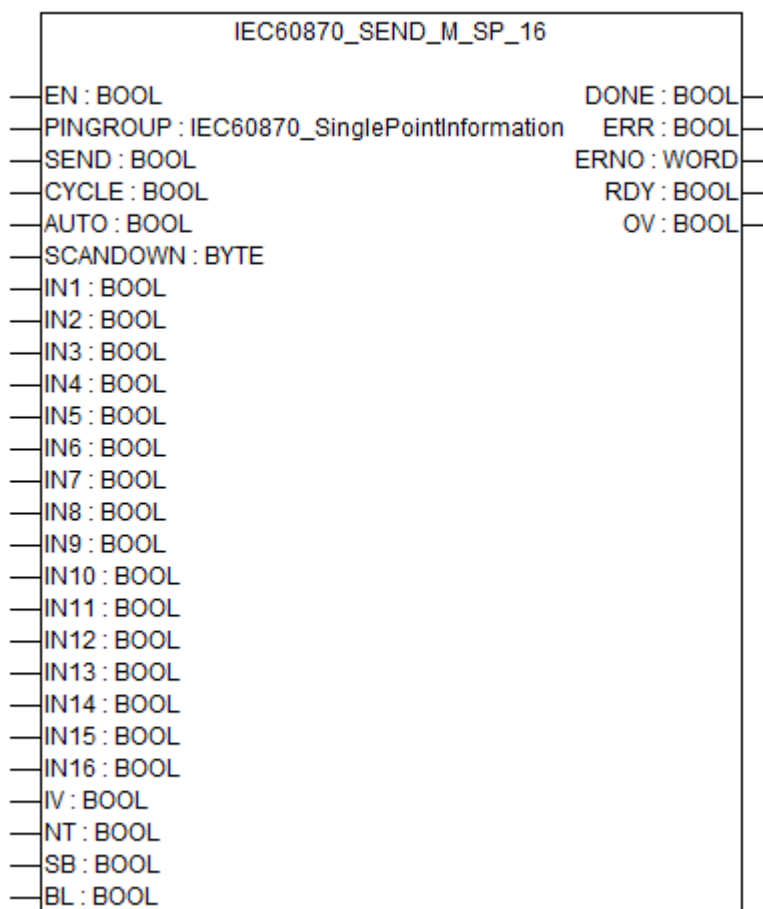 IEC60870_SEND_M_SP_16
EN : BOOL DONE : BOOL
PINGROUP : IEC60870_SinglePointInformation ERR : BOOL
SEND : BOOL ERNO : WORD
CYCLE : BOOL RDY : BOOL
AUTO : BOOL OV : BOOL
SCANDOWN : BYTE
IN1 : BOOL
IN2 : BOOL
IN3 : BOOL
IN4 : BOOL
IN5 : BOOL
IN6 : BOOL
IN7 : BOOL
IN8 : BOOL
IN9 : BOOL
IN10 : BOOL
IN11 : BOOL
IN12 : BOOL
IN13 : BOOL
IN14 : BOOL
IN15 : BOOL
IN16 : BOOL
IV : BOOL
NT : BOOL
SB : BOOL
BL : BOOL